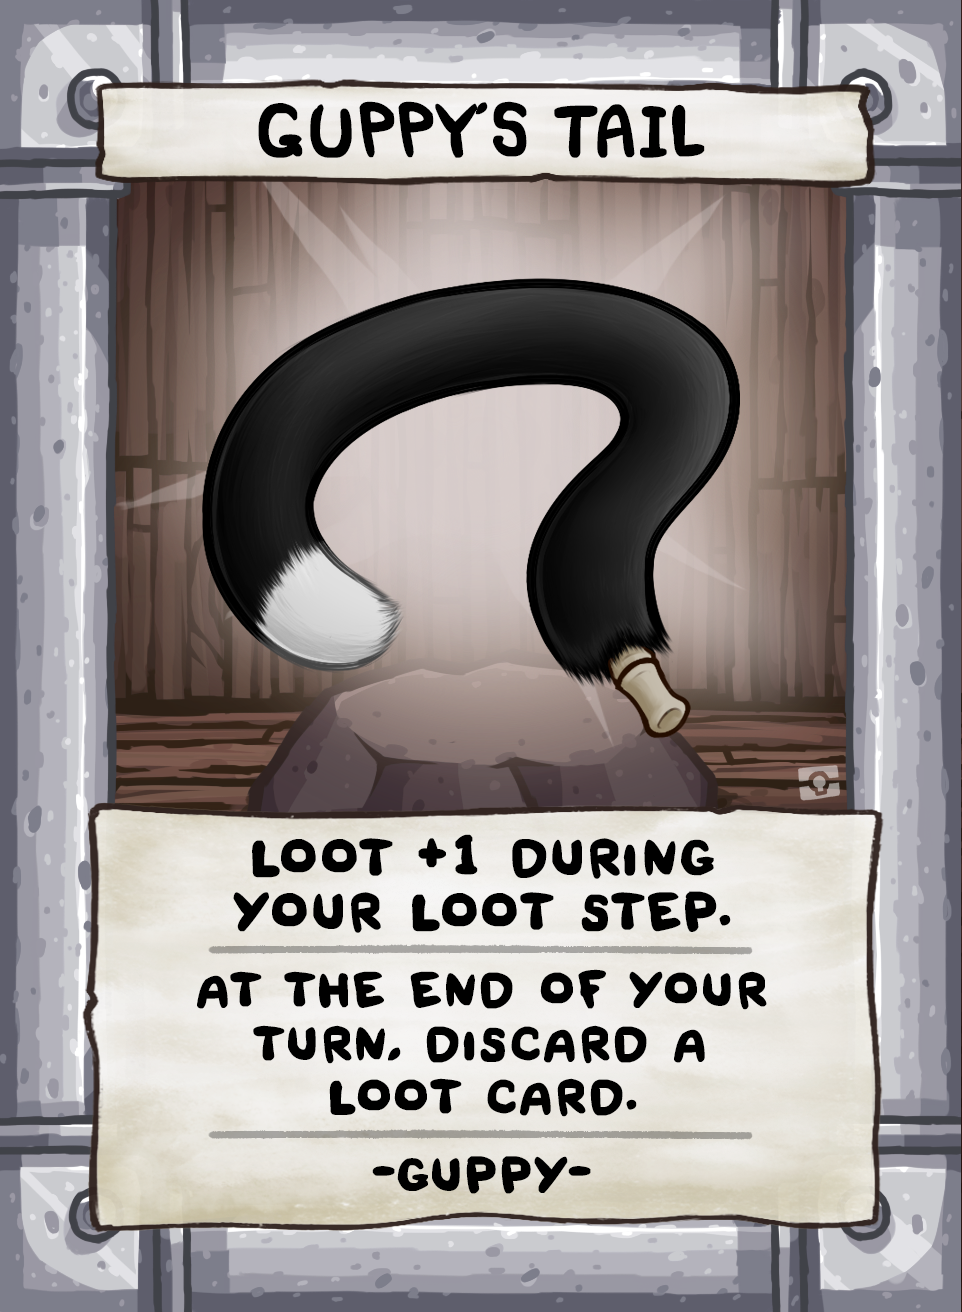 GUPPY'S TAIL
LOOT +1 DURING
YOUR LOOT STEP.
AT THE END OF YOUR
TURN, DISCARD A
LOOT CARD.
-GUPPY-